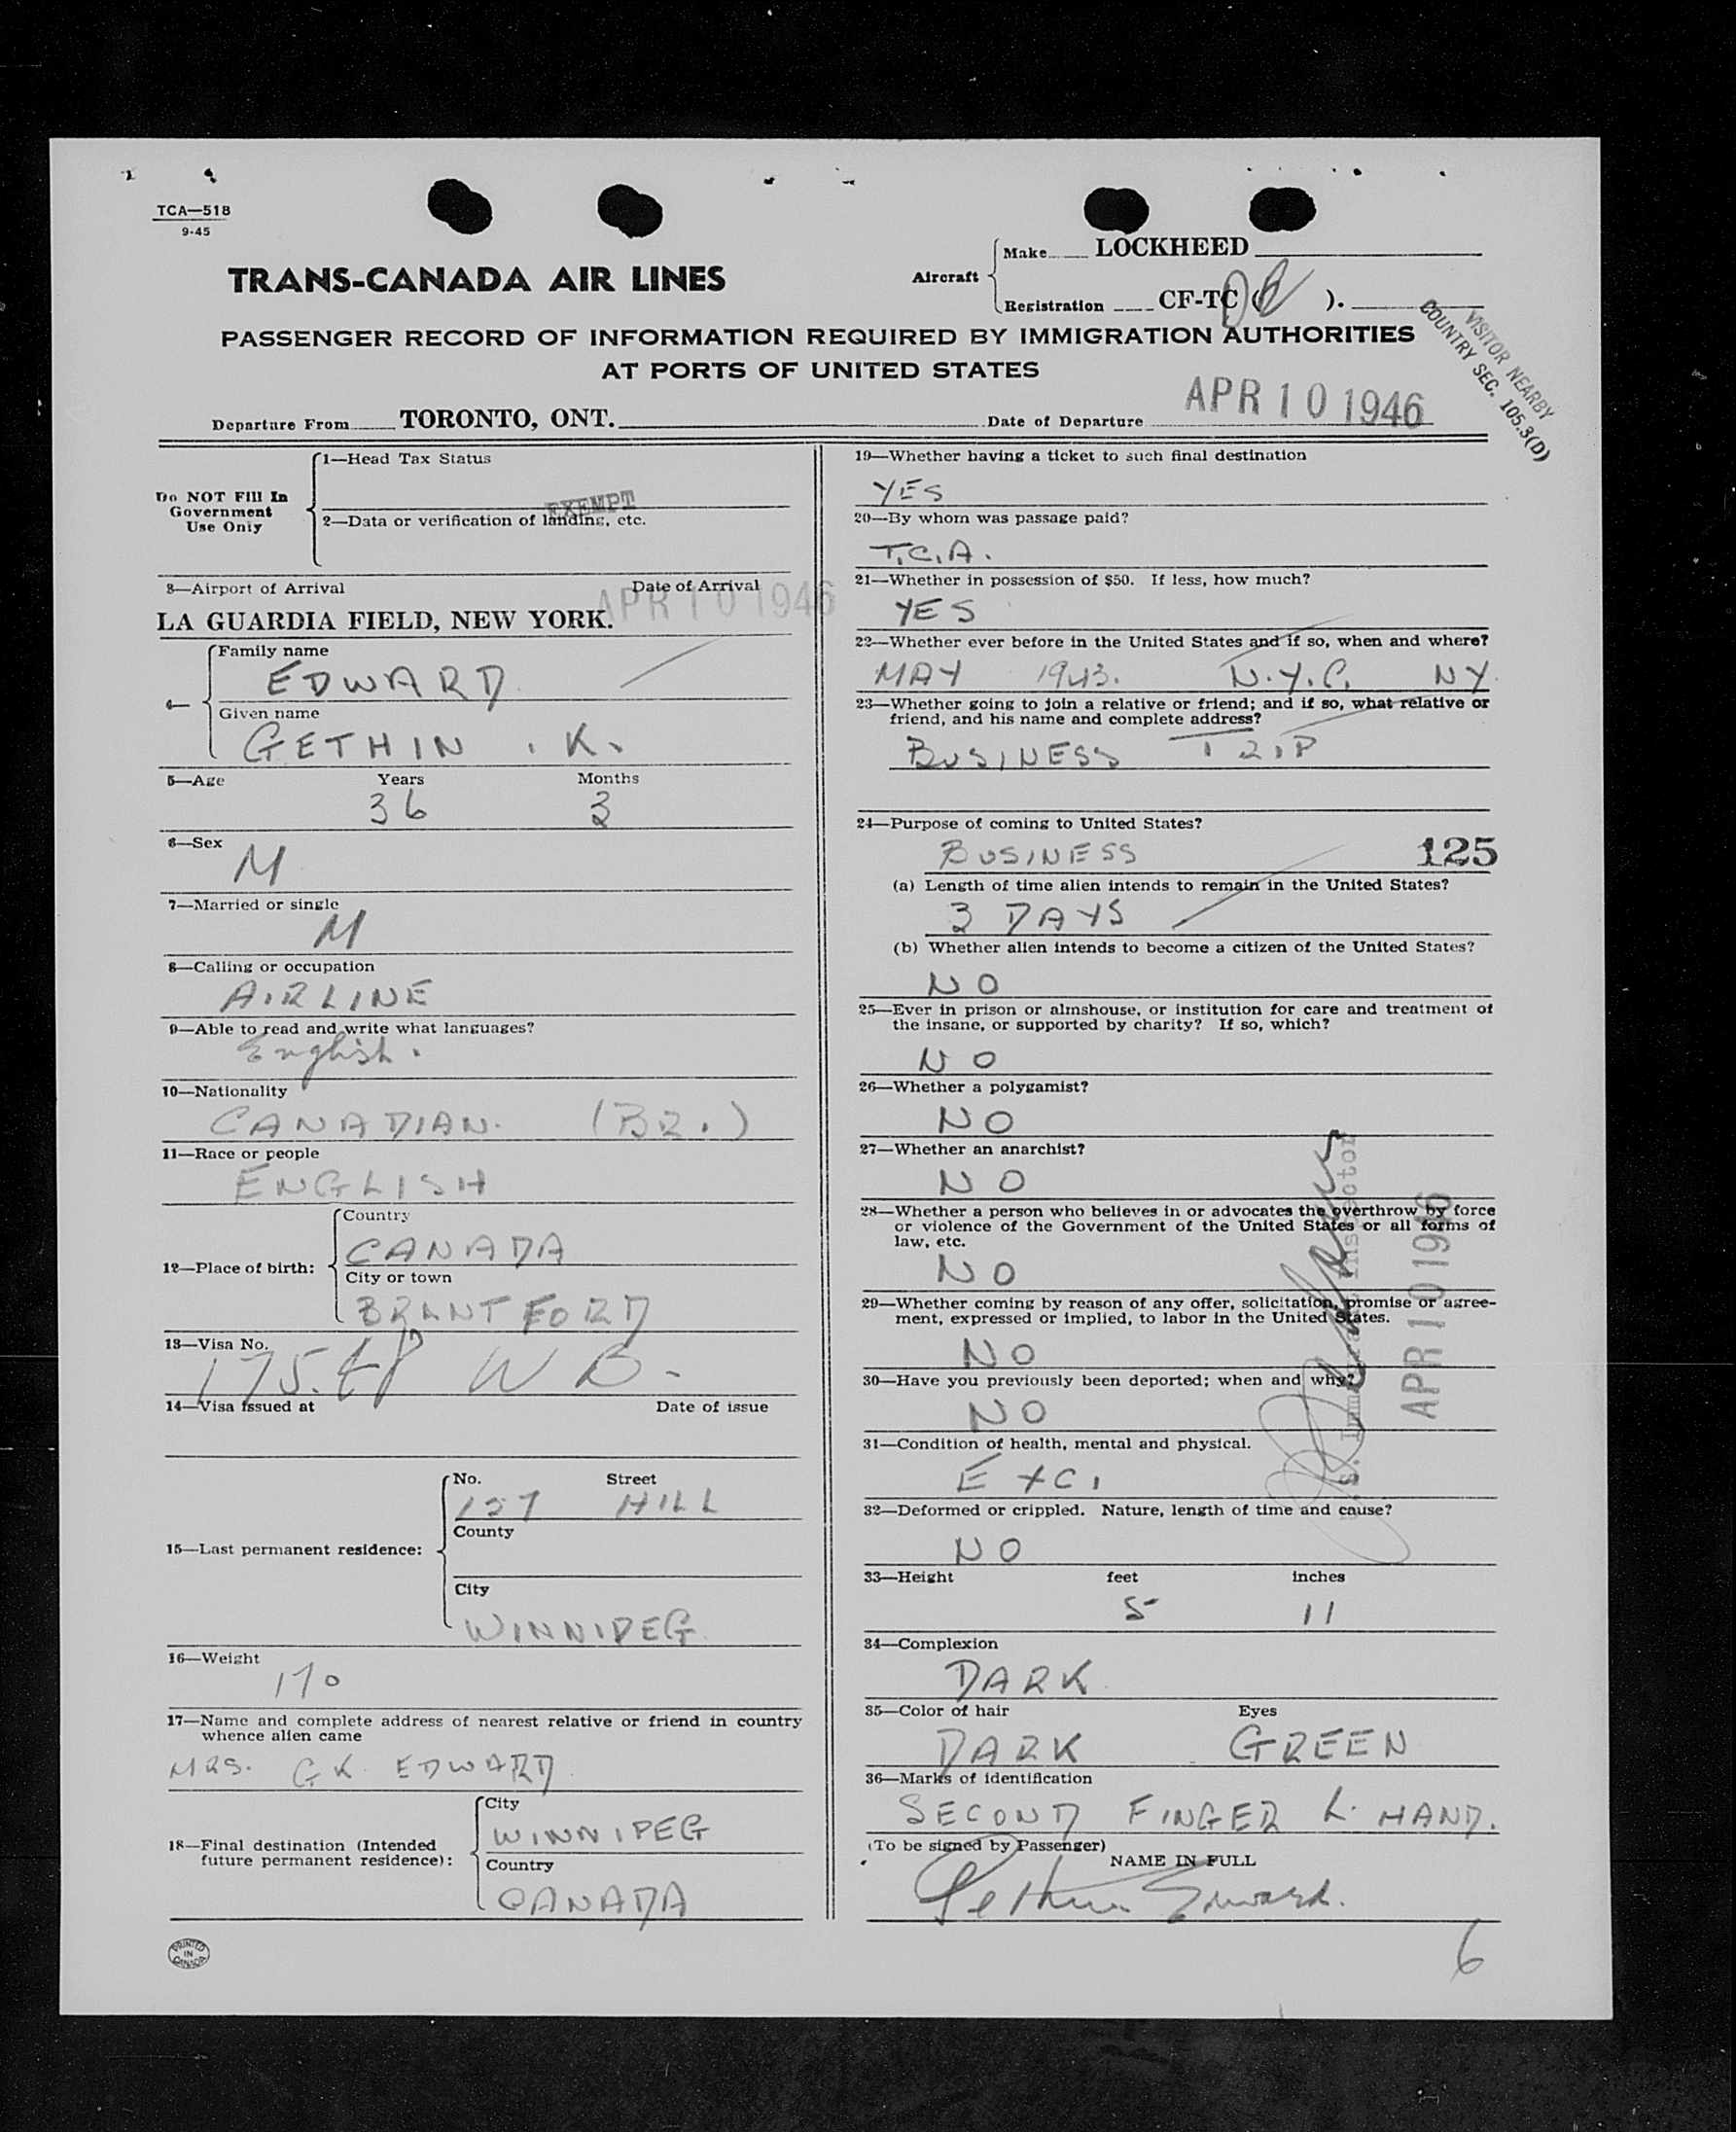 TCA—518
9-45
TRANS-CANADA AIR LINES
Aircraft
Make LOCKHEED
Registration CF-TC ( ).
PASSENGER RECORD OF INFORMATION REQUIRED BY IMMIGRATION AUTHORITIES
AT PORTS OF UNITED STATES
VISITOR NEARBY
COUNTRY SEC. 105.3(D)
Departure From TORONTO, ONT.
Date of Departure APR 10 1946
Do NOT Fill In
Government
Use Only
1—Head Tax Status
EXEMPT
2—Data or verification of landing, etc.
3—Airport of Arrival Date of Arrival
LA GUARDIA FIELD, NEW YORK. APR 10 1946
4—
Family name
EDWARD
Given name
GETHIN . K.
5—Age Years Months
36 3
6—Sex
M
7—Married or single
M
8—Calling or occupation
AIRLINE
9—Able to read and write what languages?
English.
10—Nationality
CANADIAN. (BR.)
11—Race or people
ENGLISH
12—Place of birth:
Country
CANADA
City or town
BRANTFORD
13—Visa No.
14—Visa issued at Date of issue
15—Last permanent residence:
No. Street
127 HILL
County
City
WINNIPEG
16—Weight
170
17—Name and complete address of nearest relative or friend in country
whence alien came
MRS. GK EDWARD
18—Final destination (Intended
future permanent residence):
City
WINNIPEG
Country
CANADA
PRINTED
IN
CANADA
19—Whether having a ticket to such final destination
YES
20—By whom was passage paid?
T.C.A.
21—Whether in possession of $50. If less, how much?
YES
22—Whether ever before in the United States and if so, when and where?
MAY 1943. N.Y.C. NY.
23—Whether going to join a relative or friend; and if so, what relative or
friend, and his name and complete address?
BUSINESS TRIP
24—Purpose of coming to United States?
BUSINESS 125
(a) Length of time alien intends to remain in the United States?
3 DAYS
(b) Whether alien intends to become a citizen of the United States?
NO
25—Ever in prison or almshouse, or institution for care and treatment of
the insane, or supported by charity? If so, which?
NO
26—Whether a polygamist?
NO
27—Whether an anarchist?
NO
28—Whether a person who believes in or advocates the overthrow by force
or violence of the Government of the United States or all forms of
law, etc.
NO
29—Whether coming by reason of any offer, solicitation, promise or agree-
ment, expressed or implied, to labor in the United States.
NO
30—Have you previously been deported; when and why?
NO
U.S. Immigrant Inspector
APR 10 1946
31—Condition of health, mental and physical.
EXC.
32—Deformed or crippled. Nature, length of time and cause?
NO
33—Height feet inches
5 11
34—Complexion
DARK
35—Color of hair Eyes
DARK GREEN
36—Marks of identification
SECOND FINGER L. HAND.
(To be signed by Passenger)
NAME IN FULL
Gethin Edward.
6